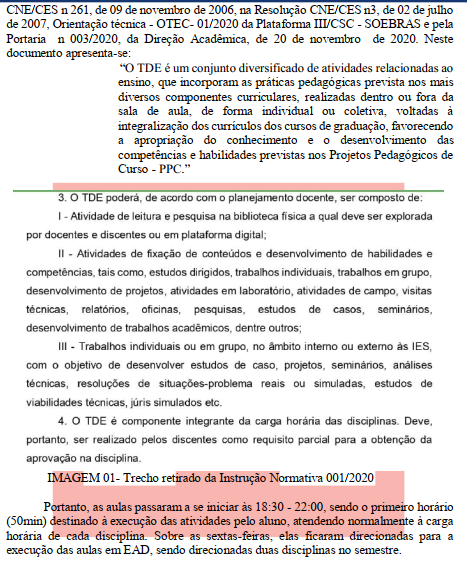 CNE/CES n 261, de 09 de novembro de 2006, na Resolução CNE/CES n3, de 02 de julho
de 2007, Orientação técnica - OTEC- 01/2020 da Plataforma III/CSC - SOEBRAS e pela
Portaria n 003/2020, da Direção Acadêmica, de 20 de novembro de 2020. Neste
documento apresenta-se:
“O TDE é um conjunto diversificado de atividades relacionadas ao
ensino, que incorporam as práticas pedagógicas prevista nos mais
diversos componentes curriculares, realizadas dentro ou fora da
sala de aula, de forma individual ou coletiva, voltadas à
integralização dos currículos dos cursos de graduação, favorecendo
a apropriação do conhecimento e o desenvolvimento das
competências e habilidades previstas nos Projetos Pedagógicos de
Curso - PPC.”
3. O TDE poderá, de acordo com o planejamento docente, ser composto de:
I - Atividade de leitura e pesquisa na biblioteca física a qual deve ser explorada
por docentes e discentes ou em plataforma digital;
II - Atividades de fixação de conteúdos e desenvolvimento de habilidades e
competências, tais como, estudos dirigidos, trabalhos individuais, trabalhos em grupo,
desenvolvimento de projetos, atividades em laboratório, atividades de campo, visitas
técnicas, relatórios, oficinas, pesquisas, estudos de casos, seminários,
desenvolvimento de trabalhos acadêmicos, dentre outros;
III - Trabalhos individuais ou em grupo, no âmbito interno ou externo às IES,
com o objetivo de desenvolver estudos de caso, projetos, seminários, análises
técnicas, resoluções de situações-problema reais ou simuladas, estudos de
viabilidades técnicas, júris simulados etc.
4. O TDE é componente integrante da carga horária das disciplinas. Deve,
portanto, ser realizado pelos discentes como requisito parcial para a obtenção da
aprovação na disciplina.
IMAGEM 01- Trecho retirado da Instrução Normativa 001/2020
Portanto, as aulas passaram a se iniciar às 18:30 - 22:00, sendo o primeiro horário
(50min) destinado à execução das atividades pelo aluno, atendendo normalmente à carga
horária de cada disciplina. Sobre as sextas-feiras, elas ficaram direcionadas para a
execução das aulas em EAD, sendo direcionadas duas disciplinas no semestre.